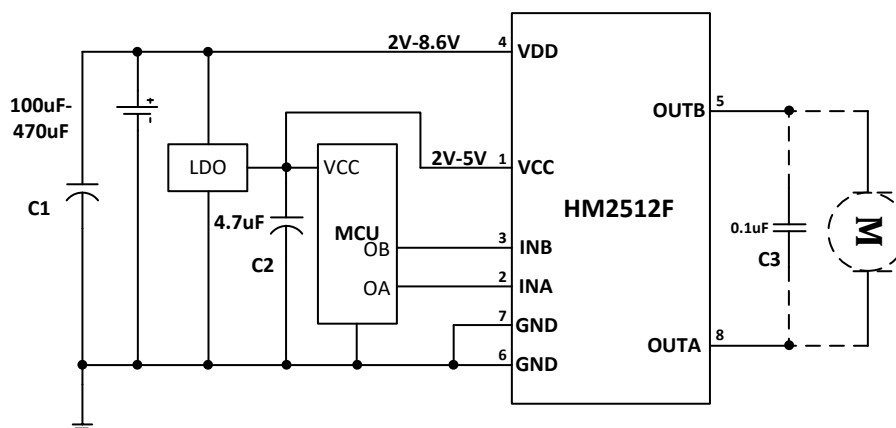 2V-8.6V
4
VDD
100uF-
470uF
+
-
C1
LDO
4.7uF
C2
VCC
MCU
OB
OA
2V-5V
1
VCC
3
INB
2
INA
7
GND
6
GND
HM2512F
OUTB
5
OUTA
8
0.1uF
C3
M